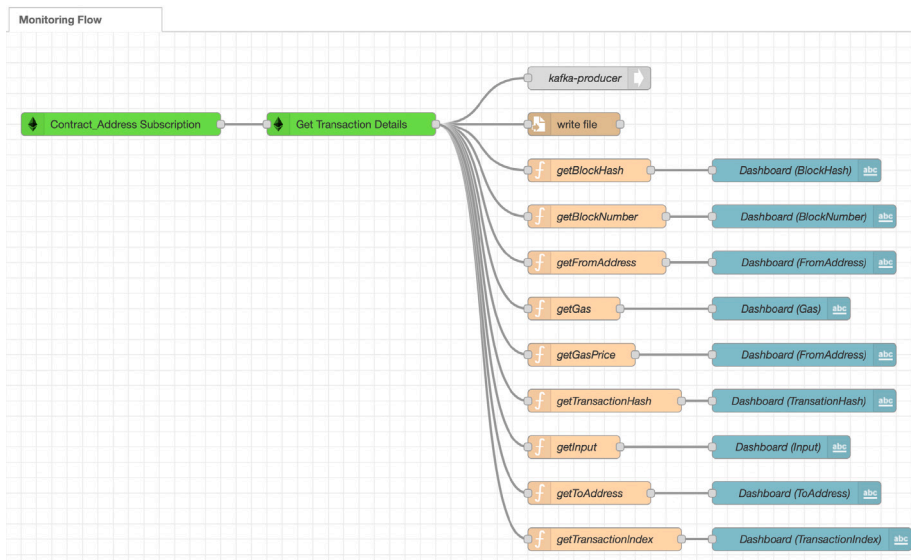 Monitoring Flow
kafka-producer
Contract_Address Subscription
Get Transaction Details
write file
getBlockHash
Dashboard (BlockHash)
abc
getBlockNumber
Dashboard (BlockNumber)
abc
getFromAddress
Dashboard (FromAddress)
abc
getGas
Dashboard (Gas)
abc
getGasPrice
Dashboard (FromAddress)
abc
getTransactionHash
Dashboard (TransationHash)
abc
getInput
Dashboard (Input)
abc
getToAddress
Dashboard (ToAddress)
abc
getTransactionIndex
Dashboard (TransactionIndex)
abc